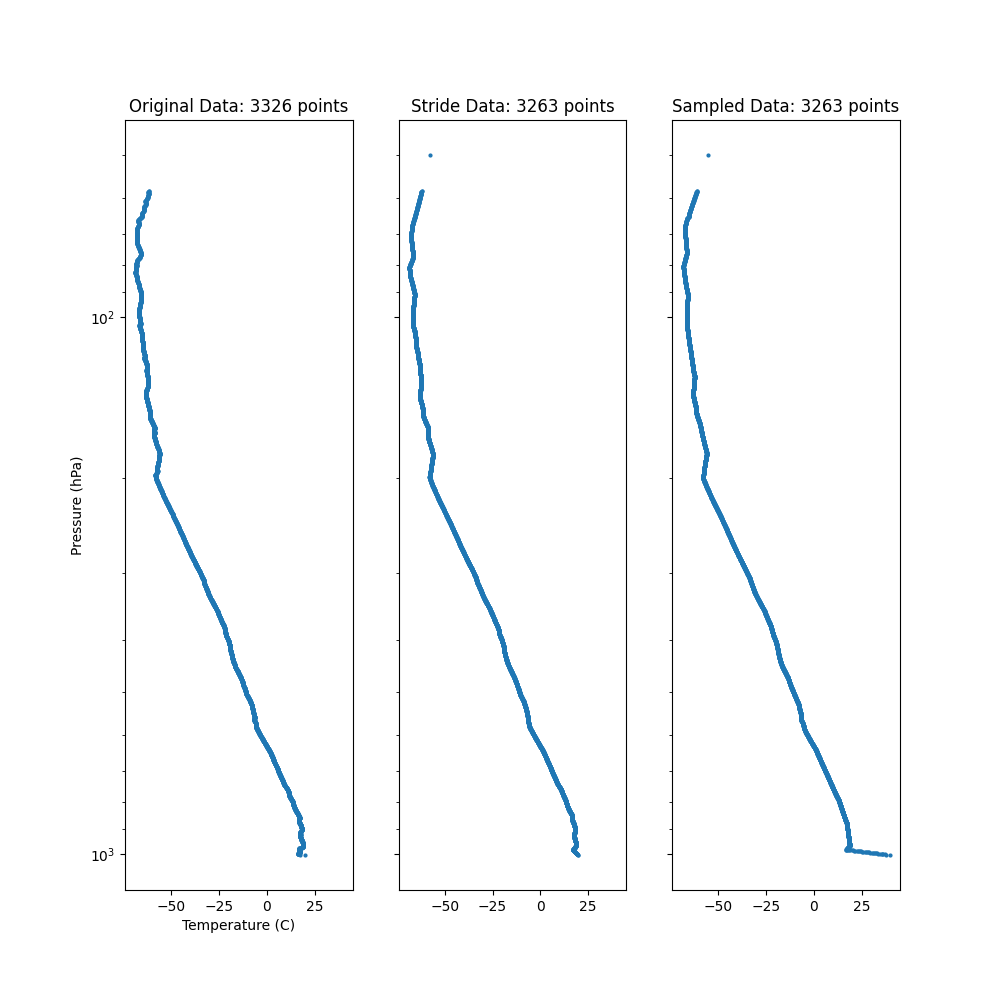 Original Data: 3326 points
Stride Data: 3263 points
Sampled Data: 3263 points
10²
10³
Pressure (hPa)
−50 −25 0 25
−50 −25 0 25
−50 −25 0 25
Temperature (C)